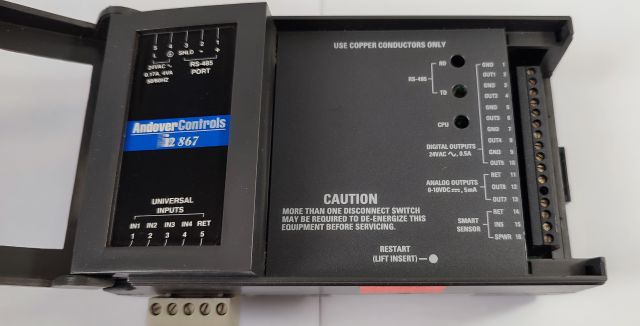 5 4 3 2 1
L SHLD - +
24VAC ~
0.17A, 4VA
50/60HZ
RS-485
PORT
AndoverControls
i2 867
UNIVERSAL
INPUTS
IN1 IN2 IN3 IN4 RET
1 2 3 4 5
USE COPPER CONDUCTORS ONLY
RD
RS-485
TD
CPU
DIGITAL OUTPUTS
24VAC ~, 0.5A
ANALOG OUTPUTS
0-10VDC ⎓, 5mA
SMART
SENSOR
GND 1
OUT1 2
GND 3
OUT2 4
GND 5
OUT3 6
GND 7
OUT4 8
GND 9
OUT5 10
RET 11
OUT6 12
OUT7 13
RET 14
IN5 15
SPWR 16
CAUTION
MORE THAN ONE DISCONNECT SWITCH
MAY BE REQUIRED TO DE-ENERGIZE THIS
EQUIPMENT BEFORE SERVICING.
RESTART
(LIFT INSERT)